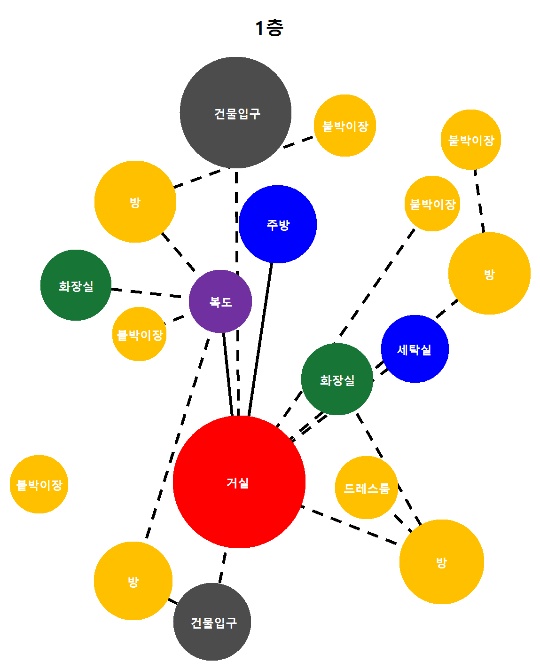 1층
건물입구
붙박이장
붙박이장
방
붙박이장
주방
방
화장실
복도
붙박이장
세탁실
화장실
거실
붙박이장
드레스룸
방
방
건물입구